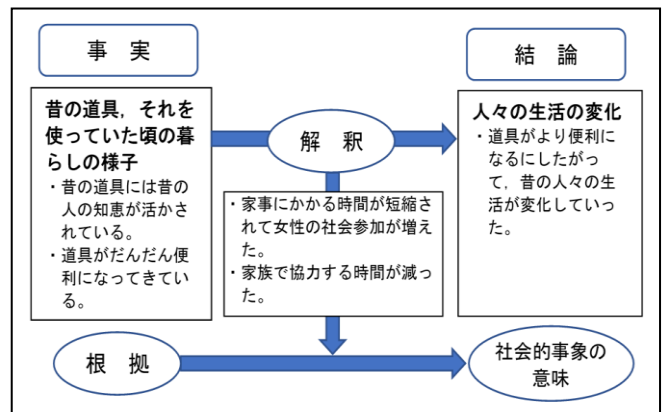 事 実
結 論
昔の道具，それを
使っていた頃の暮
らしの様子
・昔の道具には昔の
人の知恵が活かさ
れている。
・道具がだんだん便
利になってきてい
る。
解 釈
・家事にかかる時間が短縮さ
れて女性の社会参加が増え
た。
・家族で協力する時間が減っ
た。
人々の生活の変化
・道具がより便利に
なるにしたがっ
て，昔の人々の生
活が変化していっ
た。
根 拠
社会的事象の
意味